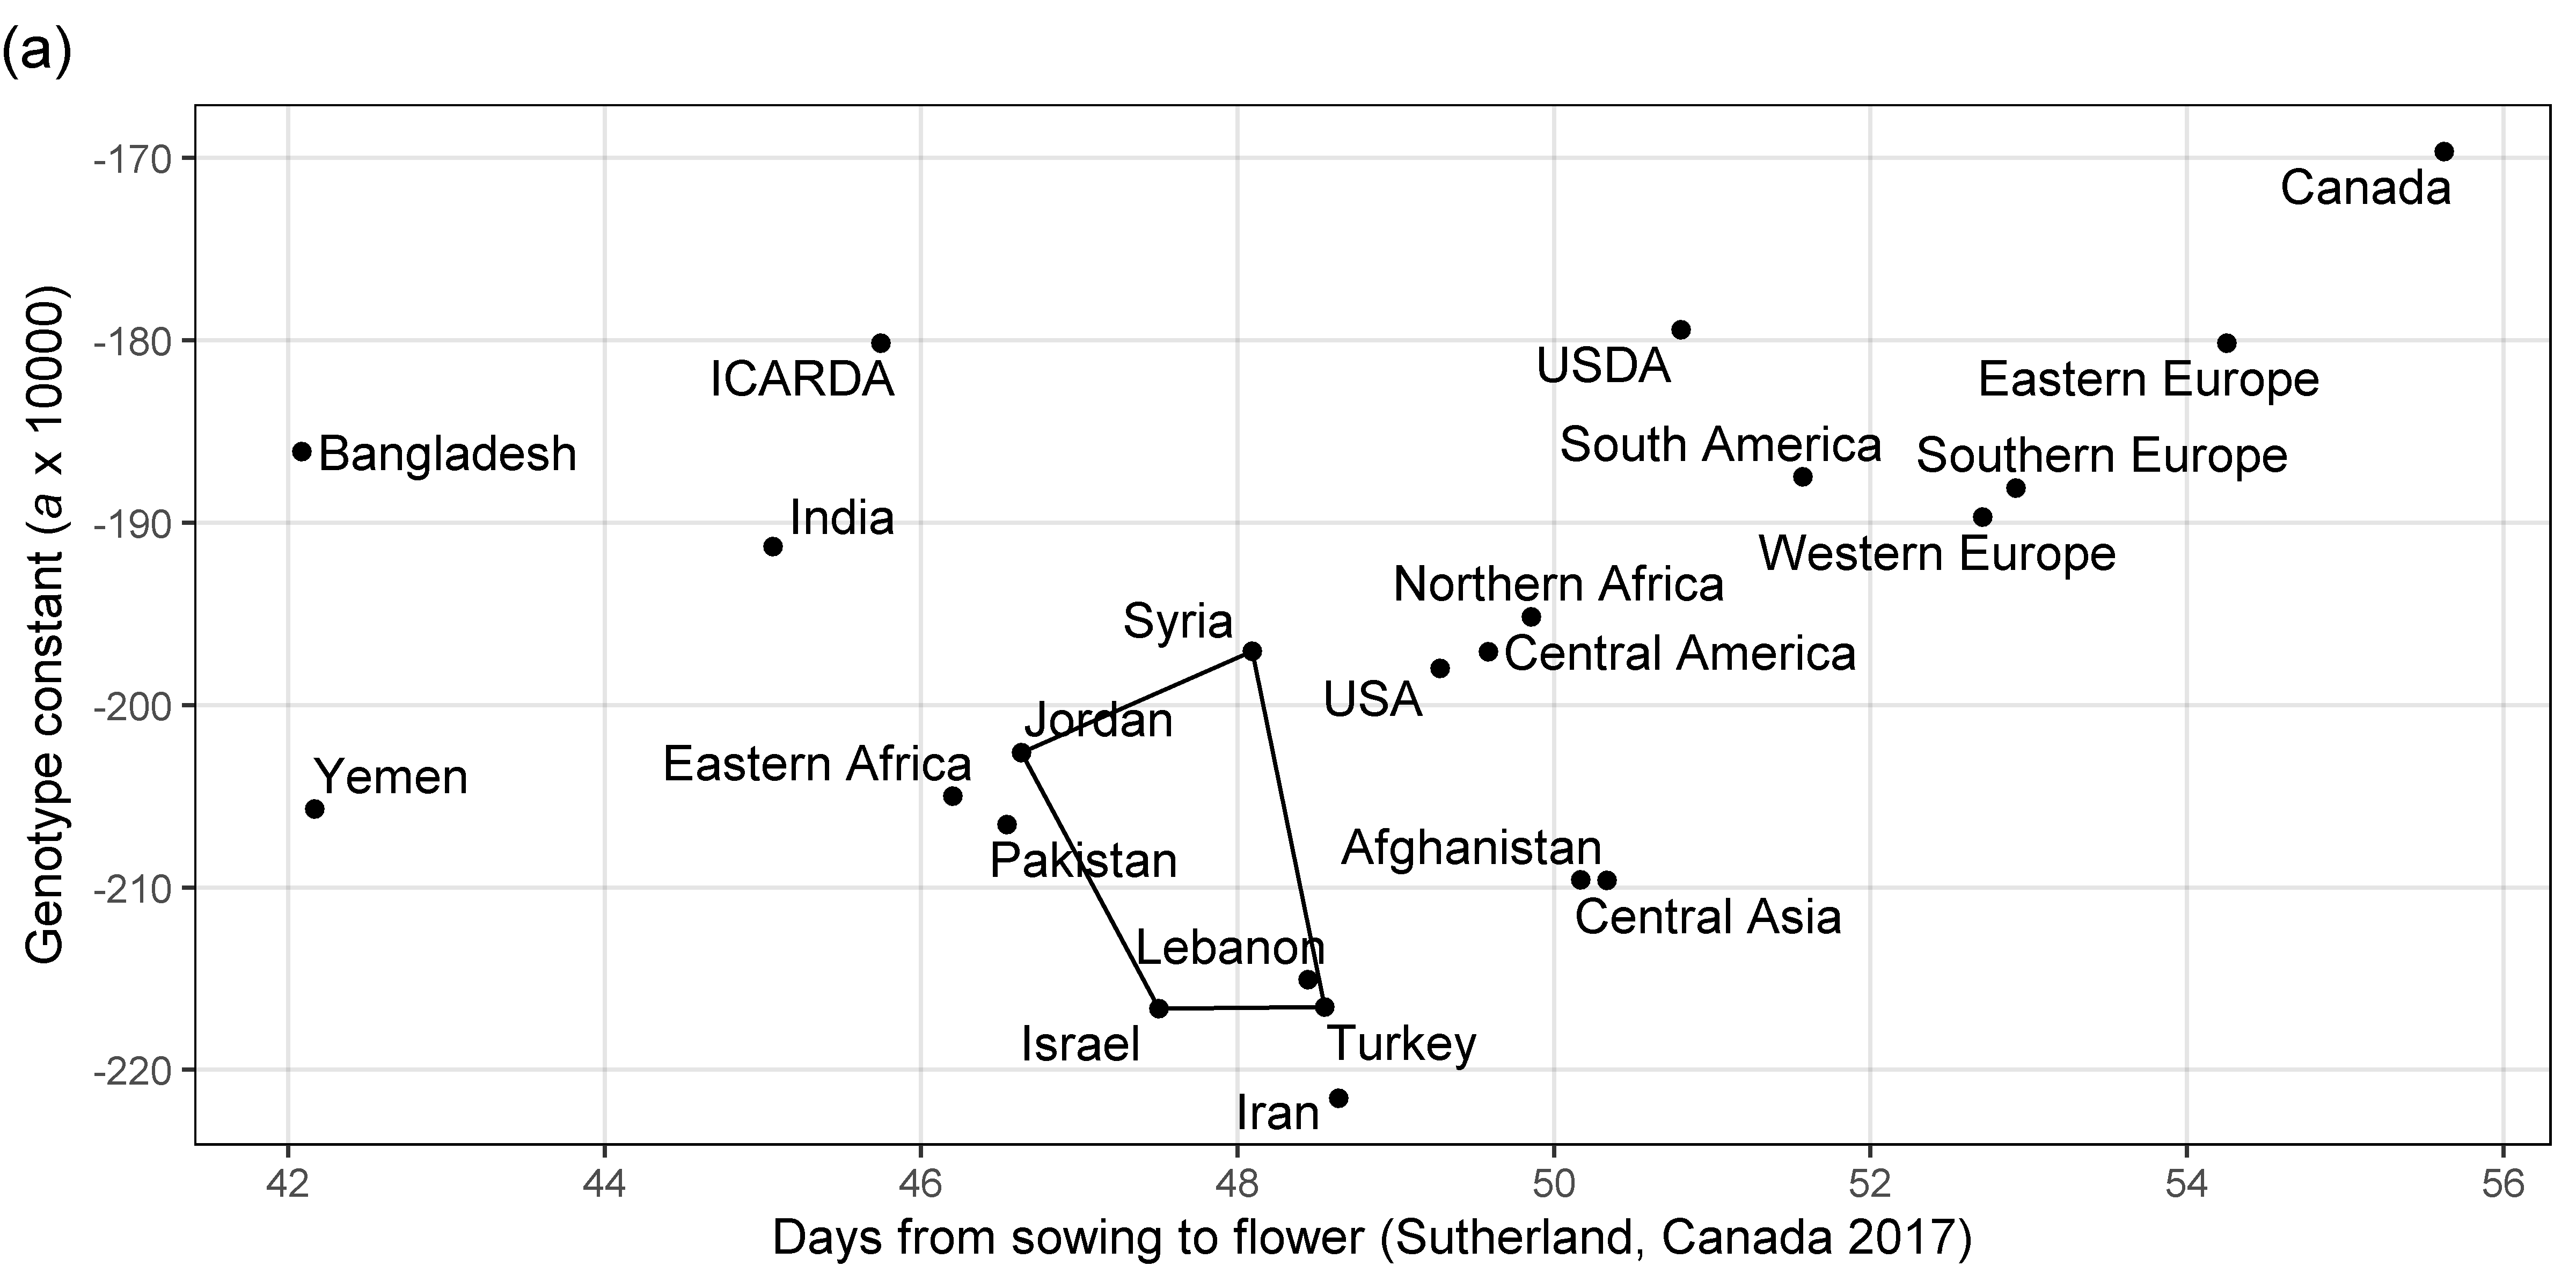 (a)
Genotype constant (a x 10000)
-170
-180
-190
-200
-210
-220
Canada
ICARDA
USDA
Eastern Europe
Bangladesh
South America
Southern Europe
India
Western Europe
Northern Africa
Syria
Central America
USA
Jordan
Eastern Africa
Yemen
Pakistan
Afghanistan
Central Asia
Lebanon
Israel
Turkey
Iran
42
44
46
48
50
52
54
56
Days from sowing to flower (Sutherland, Canada 2017)